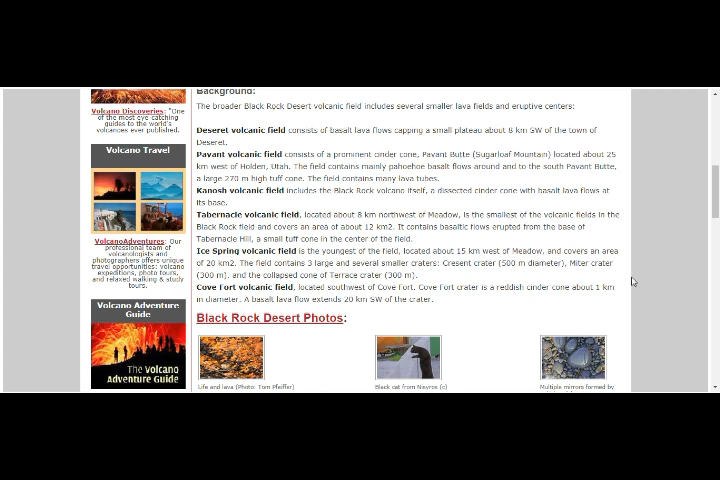 Background:
The broader Black Rock Desert volcanic field includes several smaller lava fields and eruptive centers:
Deseret volcanic field consists of basalt lava flows capping a small plateau about 8 km SW of the town of
Deseret.
Pavant volcanic field consists of a prominent cinder cone, Pavant Butte (Sugarloaf Mountain) located about 25
km west of Holden, Utah. The field contains mainly pahoehoe basalt flows around and to the south Pavant Butte,
a large 270 m high tuff cone. The field contains many lava tubes.
Kanosh volcanic field includes the Black Rock volcano itself, a dissected cinder cone with basalt lava flows at
its base.
Tabernacle volcanic field, located about 8 km northwest of Meadow, is the smallest of the volcanic fields in the
Black Rock field and covers an area of about 12 km2. It contains basaltic flows erupted from the base of
Tabernacle Hill, a small tuff cone in the center of the field.
Ice Spring volcanic field is the youngest of the field, located about 15 km west of Meadow, and covers an area
of 20 km2. The field contains 3 large and several smaller craters: Cresent crater (500 m diameter), Miter crater
(300 m), and the collapsed cone of Terrace crater (300 m).
Cove Fort volcanic field, located southwest of Cove Fort. Cove Fort crater is a reddish cinder cone about 1 km
in diameter. A basalt lava flow extends 20 km SW of the crater.
Black Rock Desert Photos:
Life and lava (Photo: Tom Pfeiffer)
Black cat from Nisyros (c)
Multiple mirrors formed by
Volcano Discoveries: "One
of the most eye-catching
guides to the world's
volcanoes ever published.
Volcano Travel
VolcanoAdventures: Our
professional team of
volcanologists and
photographers offers unique
travel opportunities: volcano
expeditions, photo tours,
and relaxed walking & study
tours.
Volcano Adventure
Guide
The Volcano
Adventure Guide